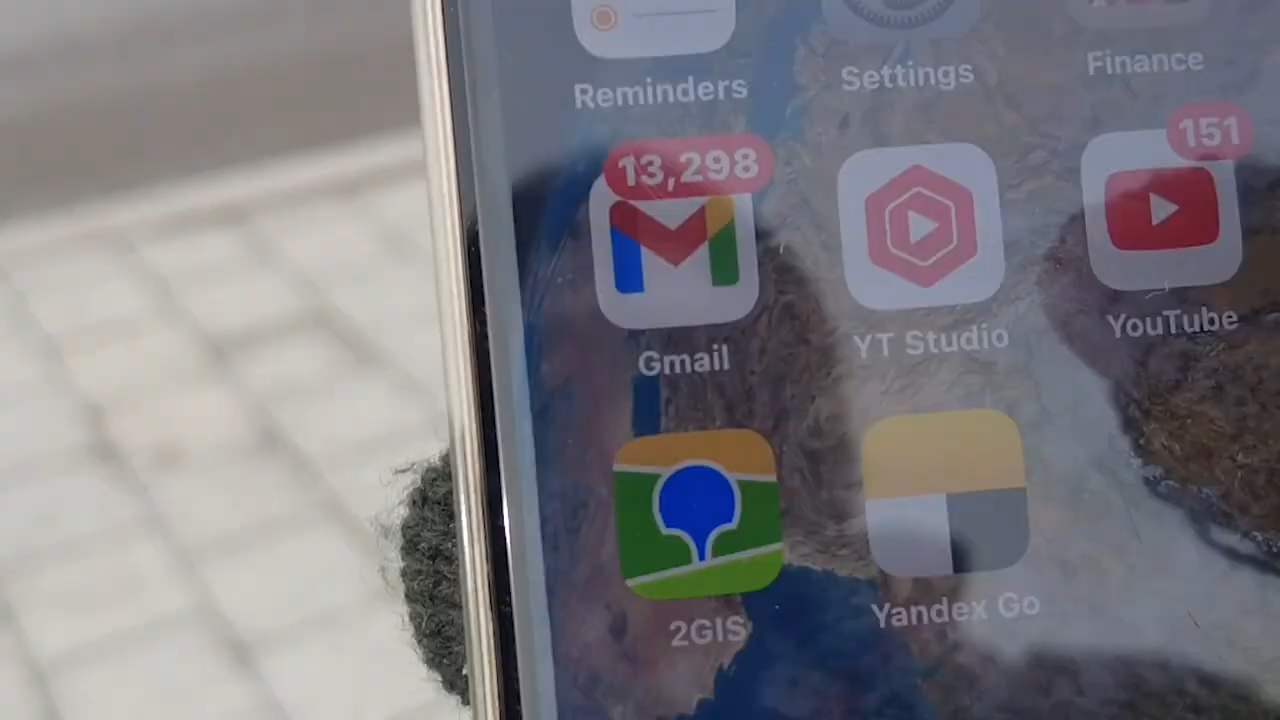 Reminders
Settings
Finance
13,298
151
Gmail
YT Studio
YouTube
2GIS
Yandex Go